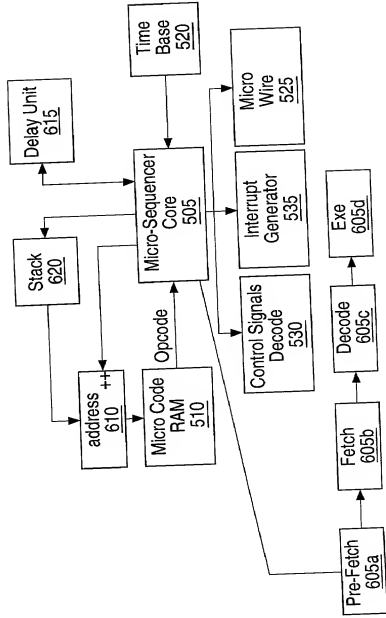 Delay Unit
615
Time
Base
520
Stack
620
Micro-Sequencer
Core
505
address ++
610
Opcode
Micro Code
RAM
510
Micro
Wire
525
Interrupt
Generator
535
Control Signals
Decode
530
Pre-Fetch
605a
Fetch
605b
Decode
605c
Exe
605d